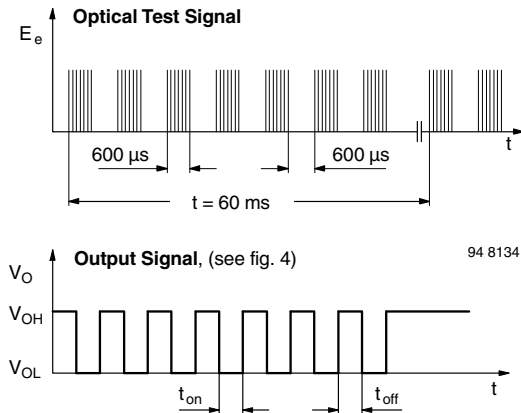 Optical Test Signal
E e
t
600 µs
600 µs
t = 60 ms
94 8134
Output Signal, (see fig. 4)
V O
V OH
V OL
t on
t off
t